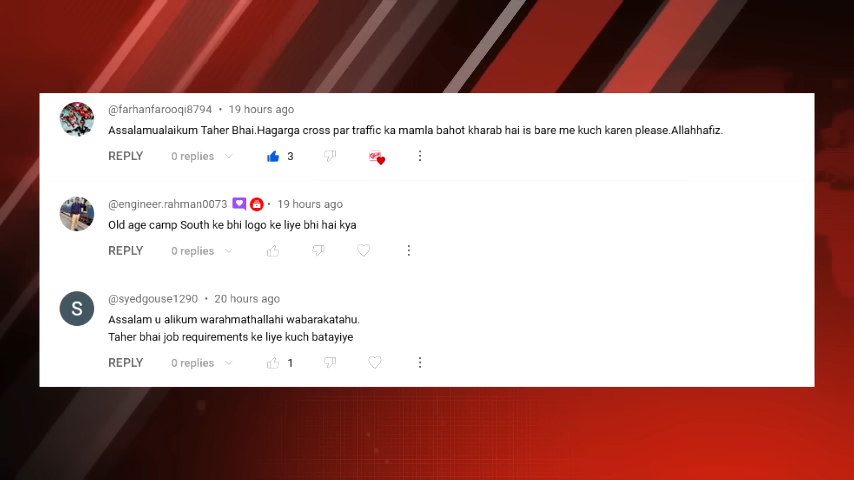 @farhanfarooqi8794 • 19 hours ago
Assalamualaikum Taher Bhai.Hagarga cross par traffic ka mamla bahot kharab hai is bare me kuch karen please.Allahhafiz.
REPLY 0 replies 3
@engineer.rahman0073 • 19 hours ago
Old age camp South ke bhi logo ke liye bhi hai kya
REPLY 0 replies
S
@syedgouse1290 • 20 hours ago
Assalam u alikum warahmathallahi wabarakatahu.
Taher bhai job requirements ke liye kuch batayiye
REPLY 0 replies 1